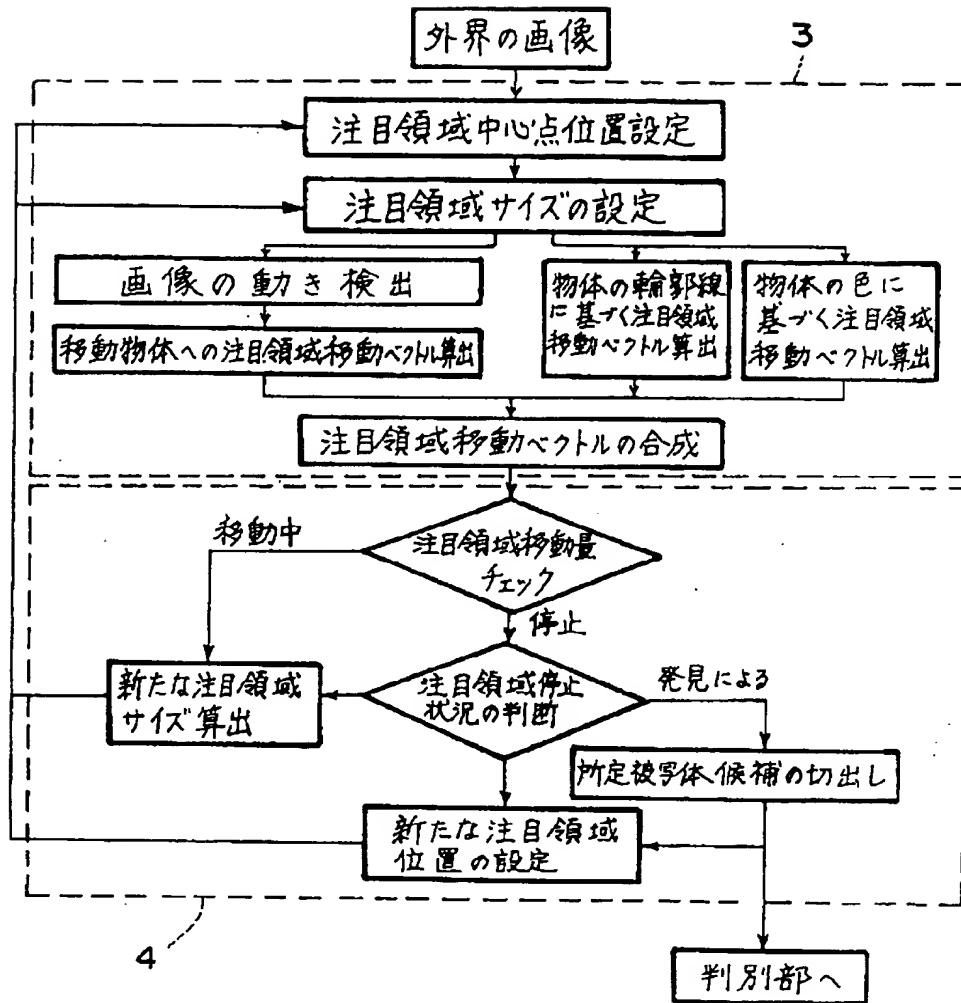 外界の画像
3
注目領域中心点位置設定
注目領域サイズの設定
画像の動き検出
移動物体への注目領域移動ベクトル算出
物体の輪郭線
に基づく注目領域
移動ベクトル算出
物体の色に
基づく注目領域
移動ベクトル算出
注目領域移動ベクトルの合成
注目領域移動量
チェック
移動中
停止
注目領域停止
状況の判断
発見による
新たな注目領域
サイズ算出
所定被写体候補の切出し
新たな注目領域
位置の設定
4
判別部へ